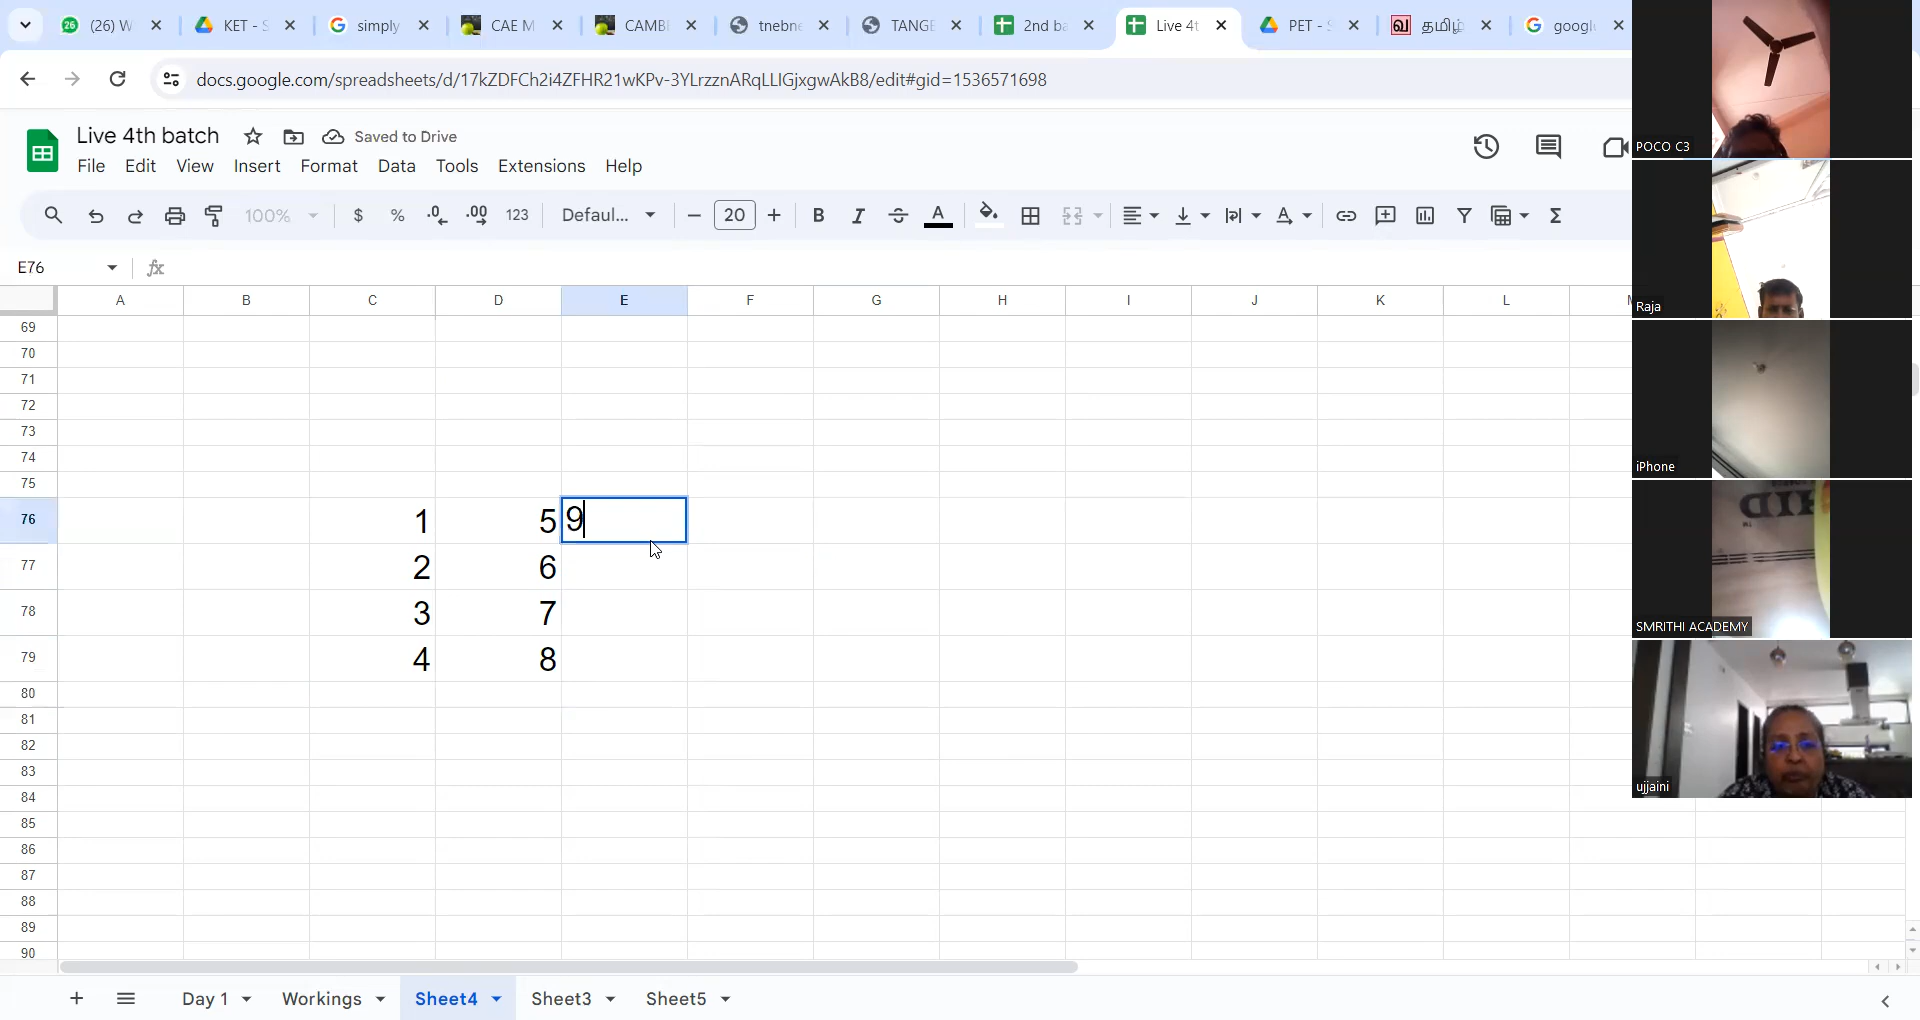 (26) W
KET - S
simply
CAE M
CAMBI
tnebne
TANGE
2nd ba
Live 4t
PET - S
தமிழ்
googl
docs.google.com/spreadsheets/d/17kZDFCh2i4ZFHR21wKPv-3YLrzznARqLLIGjxgwAkB8/edit#gid=1536571698
Live 4th batch
Saved to Drive
File Edit View Insert Format Data Tools Extensions Help
100% $ % .0 .00 123 Defaul... 20 B I A
E76 fx
A B C D E F G H I J K L
69
70
71
72
73
74
75
76 1 5 9
77 2 6
78 3 7
79 4 8
80
81
82
83
84
85
86
87
88
89
90
Day 1 Workings Sheet4 Sheet3 Sheet5
POCO C3
Raja
iPhone
SMRITHI ACADEMY
ujjaini